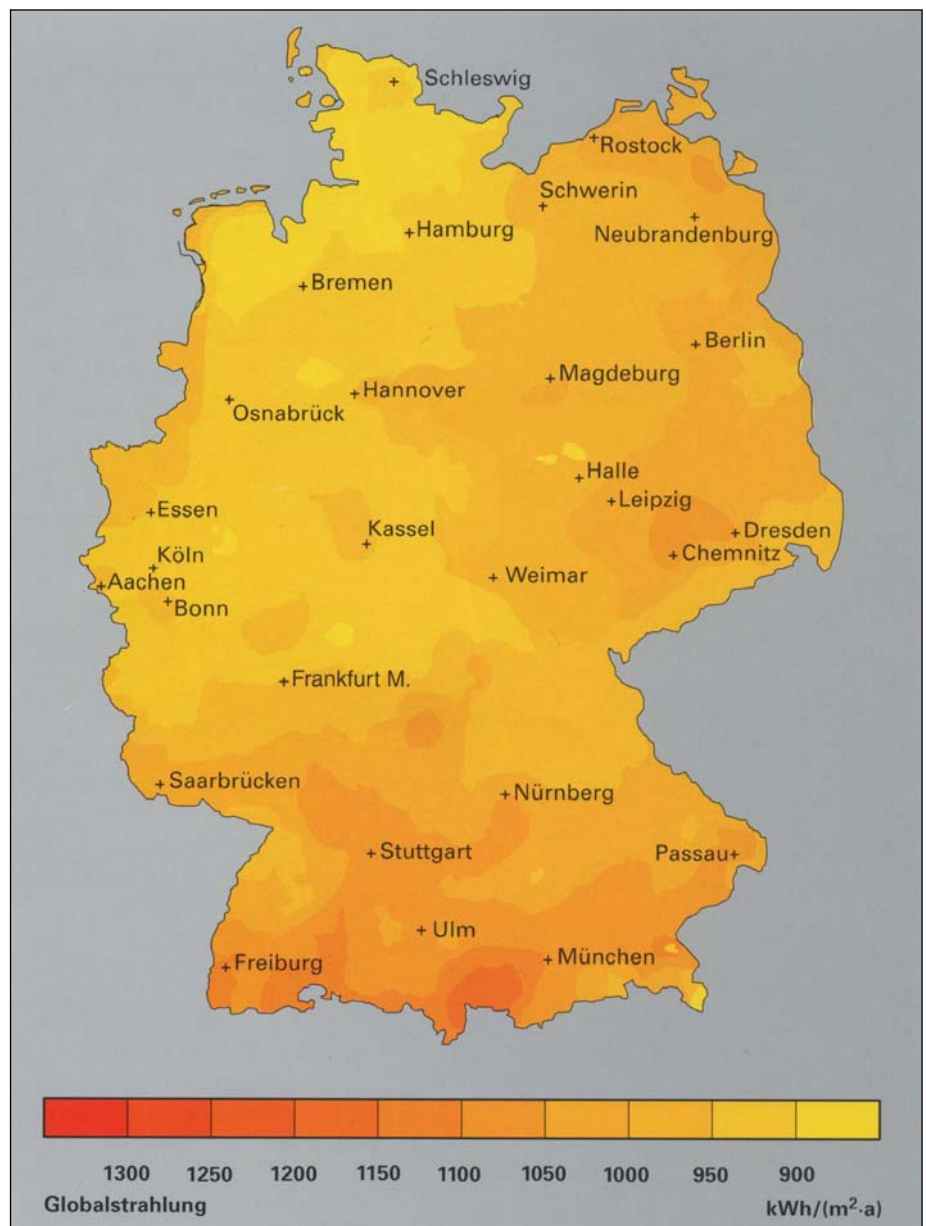 Schleswig
Rostock
Schwerin
Neubrandenburg
Hamburg
Bremen
Berlin
Magdeburg
Hannover
Osnabrück
Halle
Leipzig
Essen
Kassel
Dresden
Chemnitz
Köln
Aachen
Weimar
Bonn
Frankfurt M.
Saarbrücken
Nürnberg
Stuttgart
Passau
Ulm
Freiburg
München
1300 1250 1200 1150 1100 1050 1000 950 900
Globalstrahlung kWh/(m²·a)